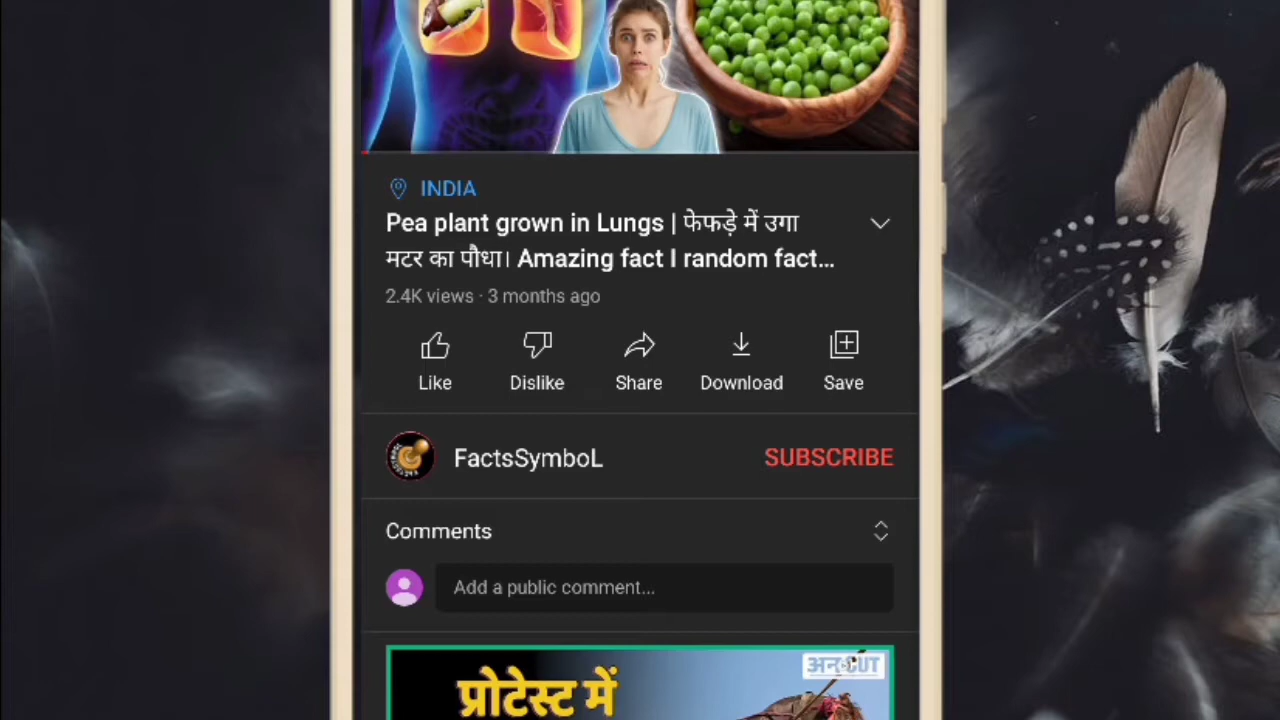 INDIA
Pea plant grown in Lungs | फेफड़े में उगा
मटर का पौधा। Amazing fact I random fact...
2.4K views · 3 months ago
Like Dislike Share Download Save
FactsSymboL SUBSCRIBE
Comments
Add a public comment...
अनCUT
प्रोटेस्ट में